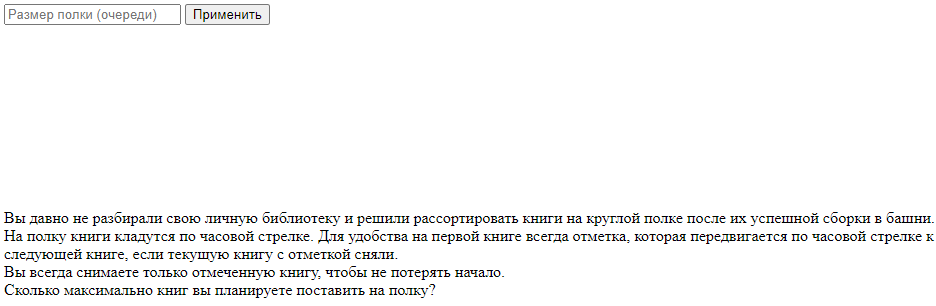 Размер полки (очереди) Применить
Вы давно не разбирали свою личную библиотеку и решили рассортировать книги на круглой полке после их успешной сборки в башни.
На полку книги кладутся по часовой стрелке. Для удобства на первой книге всегда отметка, которая передвигается по часовой стрелке к
следующей книге, если текущую книгу с отметкой сняли.
Вы всегда снимаете только отмеченную книгу, чтобы не потерять начало.
Сколько максимально книг вы планируете поставить на полку?